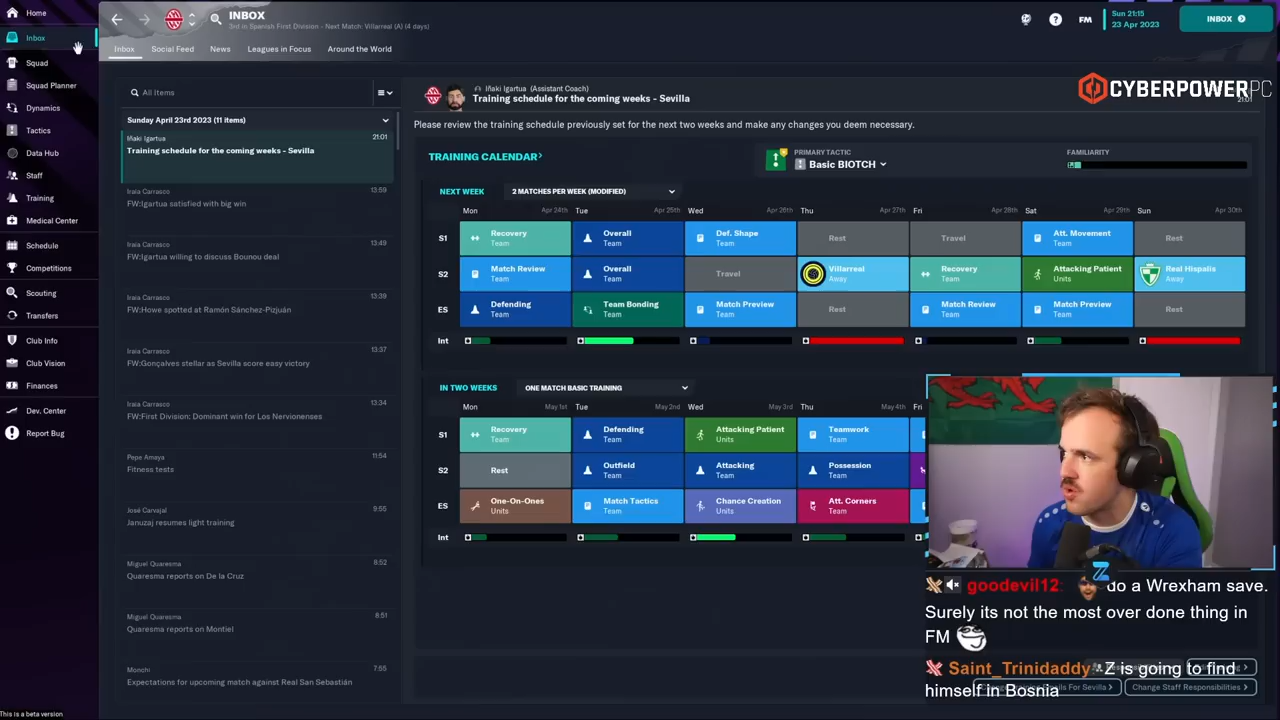 Home
Inbox
Squad
Squad Planner
Dynamics
Tactics
Data Hub
Staff
Training
Medical Center
Schedule
Competitions
Scouting
Transfers
Club Info
Club Vision
Finances
Dev. Center
Report Bug
This is a beta version
INBOX
3rd in Spanish First Division - Next Match: Villarreal (A) (4 days)
FM
Sun 21:15
23 Apr 2023
INBOX
Inbox
Social Feed
News
Leagues in Focus
Around the World
CYBERPOWERPC
All Items
Sunday April 23rd 2023 (11 items)
Iñaki Igartua
21:01
Training schedule for the coming weeks - Sevilla
Iraia Carrasco
13:59
FW:Igartua satisfied with big win
Iraia Carrasco
13:49
FW:Igartua willing to discuss Bounou deal
Iraia Carrasco
13:39
FW:Howe spotted at Ramón Sánchez-Pizjuán
Iraia Carrasco
13:37
FW:Gonçalves stellar as Sevilla score easy victory
Iraia Carrasco
13:34
FW:First Division: Dominant win for Los Nervionenses
Pepe Amaya
11:54
Fitness tests
José Carvajal
9:55
Januzaj resumes light training
Miguel Quaresma
8:52
Quaresma reports on De la Cruz
Miguel Quaresma
8:51
Quaresma reports on Montiel
Monchi
7:55
Expectations for upcoming match against Real San Sebastián
Iñaki Igartua (Assistant Coach)
Training schedule for the coming weeks - Sevilla
21:01
Please review the training schedule previously set for the next two weeks and make any changes you deem necessary.
TRAINING CALENDAR
PRIMARY TACTIC
Basic BIOTCH
FAMILIARITY
NEXT WEEK
2 MATCHES PER WEEK (MODIFIED)
Mon Apr 24th Tue Apr 25th Wed Apr 26th Thu Apr 27th Fri Apr 28th Sat Apr 29th Sun Apr 30th
S1
Recovery
Team
Overall
Team
Def. Shape
Team
Rest
Travel
Att. Movement
Team
Rest
S2
Match Review
Team
Overall
Team
Travel
Villarreal
Away
Recovery
Team
Attacking Patient
Units
Real Hispalis
Away
ES
Defending
Team
Team Bonding
Team
Match Preview
Team
Rest
Match Review
Team
Match Preview
Team
Rest
Int
IN TWO WEEKS
ONE MATCH BASIC TRAINING
Mon May 1st Tue May 2nd Wed May 3rd Thu May 4th Fri
S1
Recovery
Team
Defending
Team
Attacking Patient
Units
Teamwork
Team
S2
Rest
Outfield
Team
Attacking
Team
Possession
Team
ES
One-On-Ones
Units
Match Tactics
Team
Chance Creation
Units
Att. Corners
Team
Int
goodevil12: do a Wrexham save.
Surely its not the most over done thing in
FM
Saint_Trinidaddy: Z is going to find
himself in Bosnia
For Sevilla
Change Staff Responsibilities